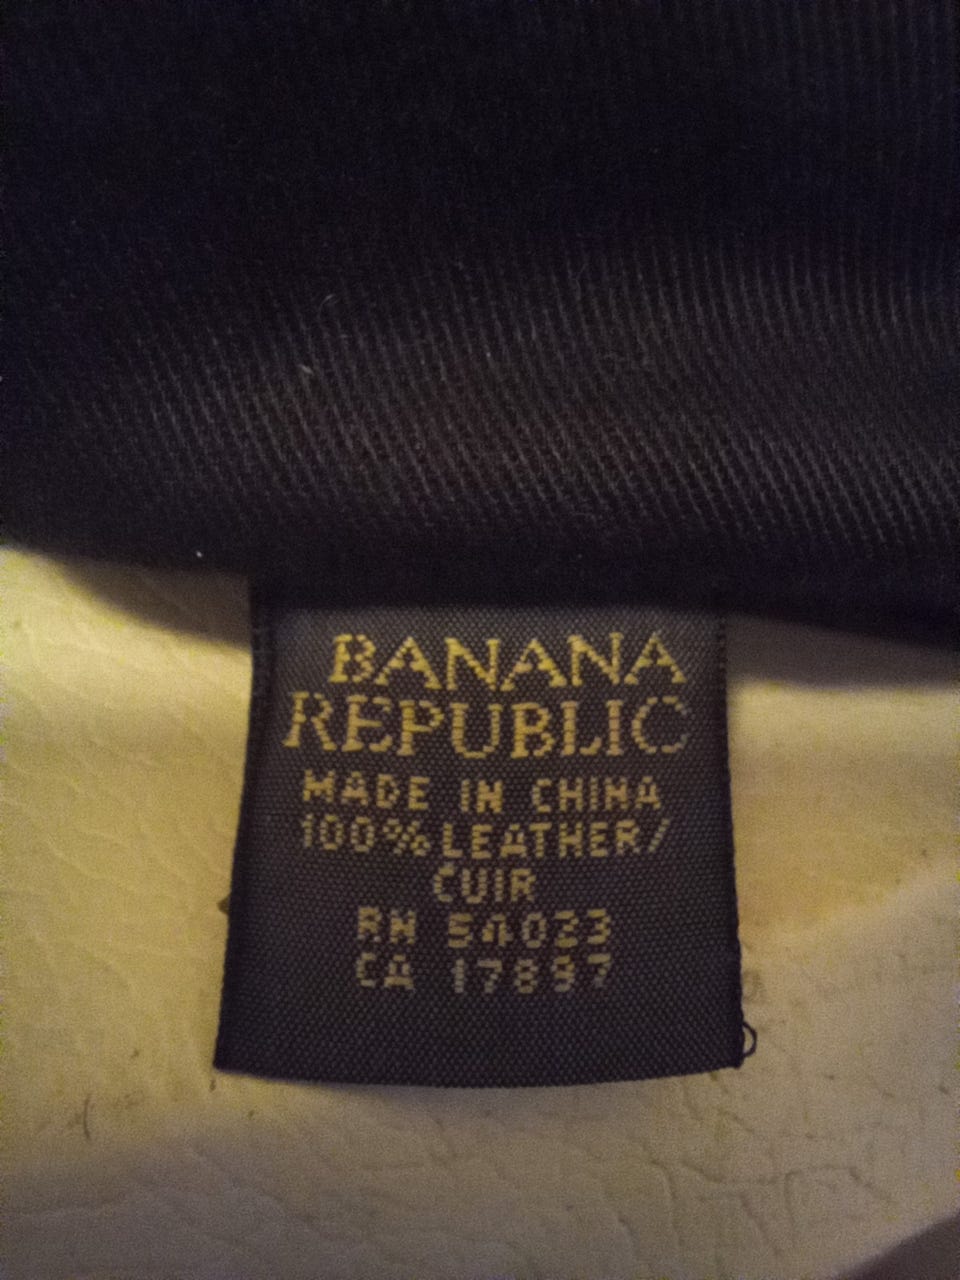 BANANA
REPUBLIC
MADE IN CHINA
100% LEATHER/
CUIR
RN 54023
CA 17897